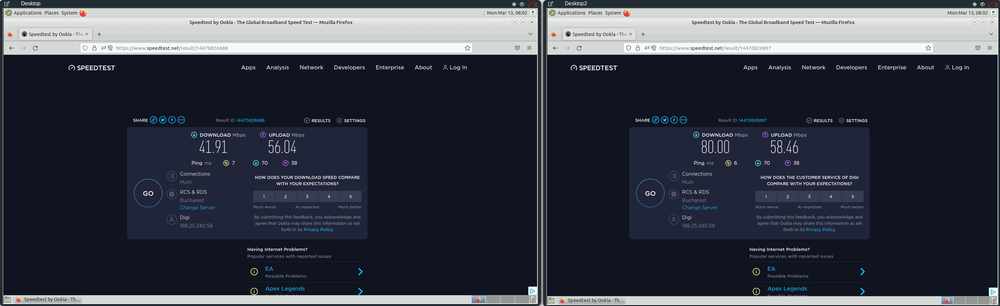 Desktop
Applications Places System
Mon Mar 13, 08:02
Speedtest by Ookla - The Global Broadband Speed Test — Mozilla Firefox
Speedtest by Ookla - The
https://www.speedtest.net/result/14470826688
SPEEDTEST
Apps Analysis Network Developers Enterprise About Log In
SHARE Result ID 14470826688 RESULTS SETTINGS
DOWNLOAD Mbps UPLOAD Mbps
41.91 56.04
Ping ms 7 70 38
Connections
Multi
GO
RCS & RDS
Bucharest
Change Server
Digi
188.25.240.58
HOW DOES YOUR DOWNLOAD SPEED COMPARE
WITH YOUR EXPECTATIONS?
1 2 3 4 5
Much worse As expected Much better
By submitting this feedback, you acknowledge and
agree that Ookla may share this information as set
forth in its Privacy Policy.
Having Internet Problems?
Popular services with reported issues
EA
Possible Problems
Apex Legends
Speedtest by Ookla - Th...
Desktop2
Applications Places System
Mon Mar 13, 08:02
Speedtest by Ookla - The Global Broadband Speed Test — Mozilla Firefox
Speedtest by Ookla - The
https://www.speedtest.net/result/14470826897
SPEEDTEST
Apps Analysis Network Developers Enterprise About Log In
SHARE Result ID 14470826897 RESULTS SETTINGS
DOWNLOAD Mbps UPLOAD Mbps
80.00 58.46
Ping ms 6 70 38
Connections
Multi
GO
RCS & RDS
Bucharest
Change Server
Digi
188.25.240.58
HOW DOES THE CUSTOMER SERVICE OF DIGI
COMPARE WITH YOUR EXPECTATIONS?
1 2 3 4 5
Much worse As expected Much better
By submitting this feedback, you acknowledge and
agree that Ookla may share this information as set
forth in its Privacy Policy.
Having Internet Problems?
Popular services with reported issues
EA
Possible Problems
Apex Legends
Speedtest by Ookla - Th...